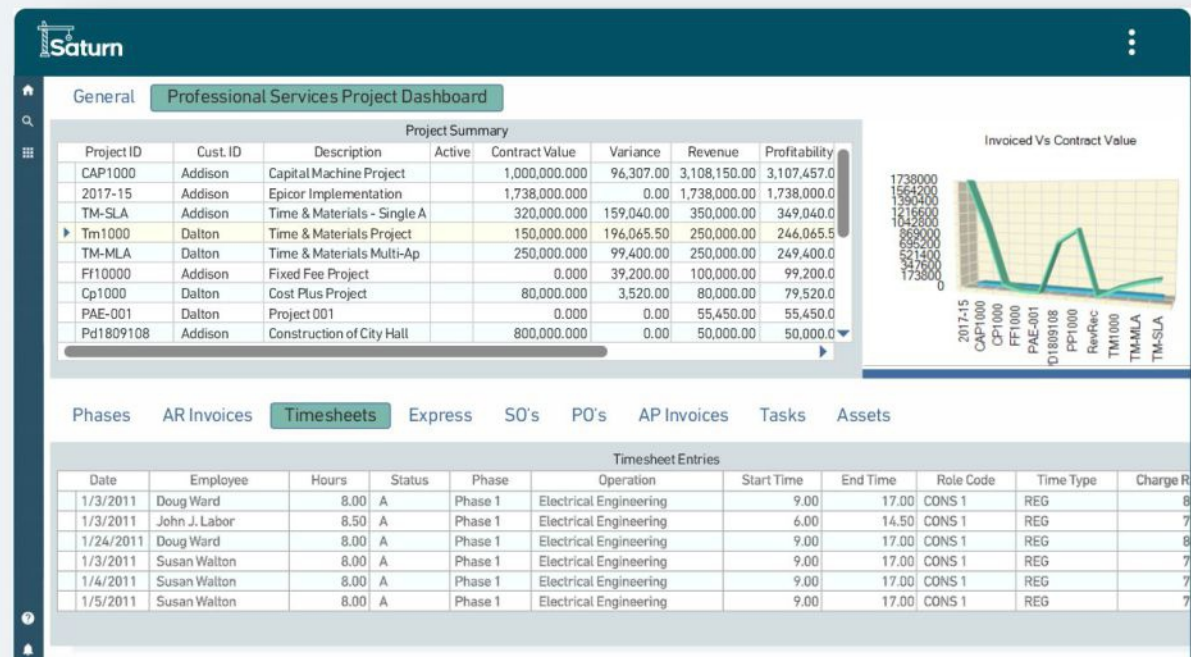 Saturn
General Professional Services Project Dashboard
Project Summary
Project ID Cust. ID Description Active Contract Value Variance Revenue Profitability
CAP1000 Addison Capital Machine Project 1,000,000.000 96,307.00 3,108,150.00 3,107,457.0
2017-15 Addison Epicor Implementation 1,738,000.000 0.00 1,738,000.00 1,738,000.0
TM-SLA Addison Time & Materials - Single A 320,000.000 159,040.00 350,000.00 349,040.0
Tm1000 Dalton Time & Materials Project 150,000.000 196,065.50 250,000.00 246,065.5
TM-MLA Dalton Time & Materials Multi-Ap 250,000.000 99,400.00 250,000.00 249,400.0
Ff10000 Addison Fixed Fee Project 0.000 39,200.00 100,000.00 99,200.0
Cp1000 Dalton Cost Plus Project 80,000.000 3,520.00 80,000.00 79,520.0
PAE-001 Dalton Project 001 0.000 0.00 55,450.00 55,450.0
Pd1809108 Addison Construction of City Hall 800,000.000 0.00 50,000.00 50,000.0
Invoiced Vs Contract Value
1738000
1564200
1390400
1216600
1042800
869000
695200
521400
347600
173800
0
2017-15
CAP1000
CP1000
FF1000
PAE-001
D1809108
PP1000
RevRec
TM1000
TM-MLA
TM-SLA
Phases AR Invoices Timesheets Express SO's PO's AP Invoices Tasks Assets
Timesheet Entries
Date Employee Hours Status Phase Operation Start Time End Time Role Code Time Type Charge R
1/3/2011 Doug Ward 8.00 A Phase 1 Electrical Engineering 9.00 17.00 CONS 1 REG 8
1/3/2011 John J. Labor 8.50 A Phase 1 Electrical Engineering 6.00 14.50 CONS 1 REG 7
1/24/2011 Doug Ward 8.00 A Phase 1 Electrical Engineering 9.00 17.00 CONS 1 REG 8
1/3/2011 Susan Walton 8.00 A Phase 1 Electrical Engineering 9.00 17.00 CONS 1 REG 7
1/4/2011 Susan Walton 8.00 A Phase 1 Electrical Engineering 9.00 17.00 CONS 1 REG 7
1/5/2011 Susan Walton 8.00 A Phase 1 Electrical Engineering 9.00 17.00 CONS 1 REG 7